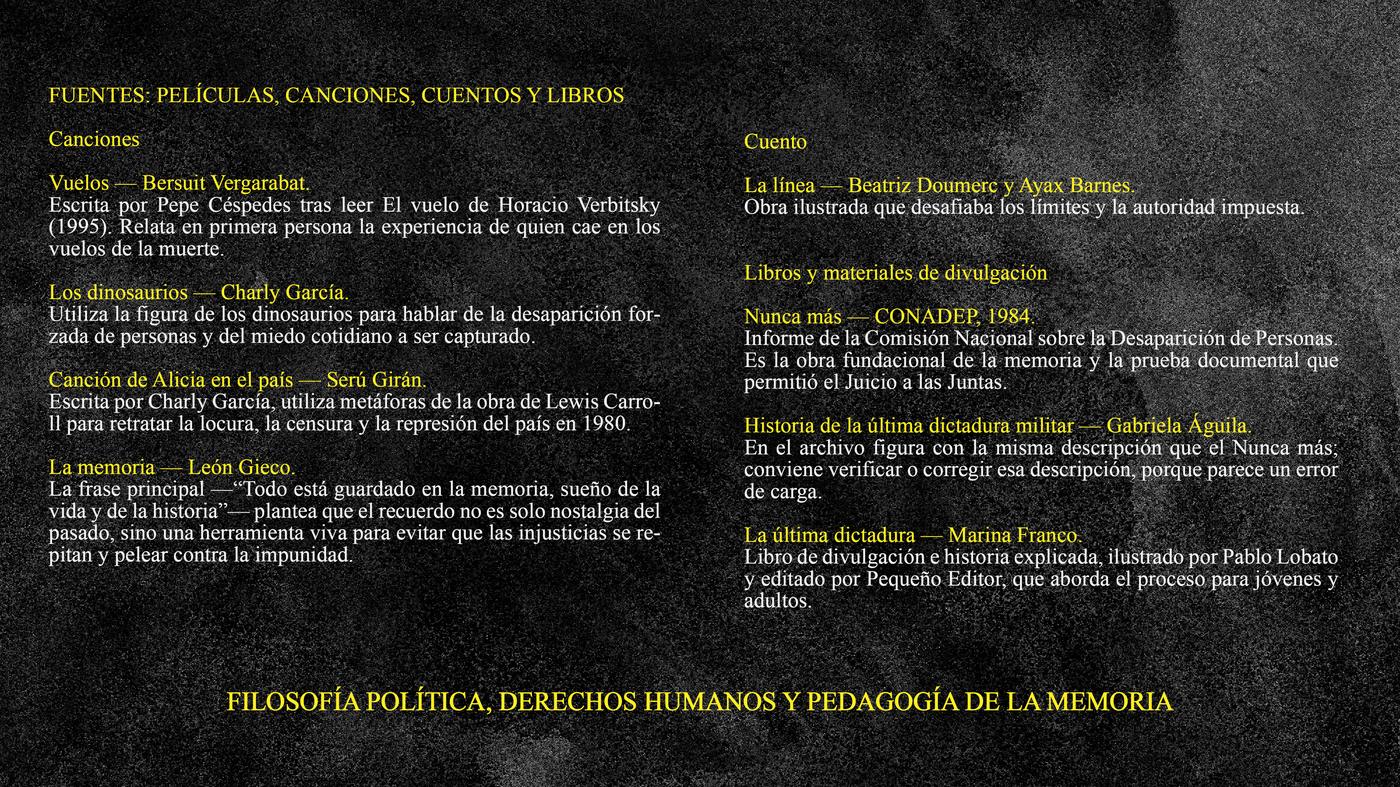 FUENTES: PELÍCULAS, CANCIONES, CUENTOS Y LIBROS
Canciones
Vuelos — Bersuit Vergarabat.
Escrita por Pepe Céspedes tras leer El vuelo de Horacio Verbitsky
(1995). Relata en primera persona la experiencia de quien cae en los
vuelos de la muerte.
Los dinosaurios — Charly García.
Utiliza la figura de los dinosaurios para hablar de la desaparición for-
zada de personas y del miedo cotidiano a ser capturado.
Canción de Alicia en el país — Serú Girán.
Escrita por Charly García, utiliza metáforas de la obra de Lewis Carro-
ll para retratar la locura, la censura y la represión del país en 1980.
La memoria — León Gieco.
La frase principal —“Todo está guardado en la memoria, sueño de la
vida y de la historia”— plantea que el recuerdo no es solo nostalgia del
pasado, sino una herramienta viva para evitar que las injusticias se re-
pitan y pelear contra la impunidad.
Cuento
La línea — Beatriz Doumerc y Ayax Barnes.
Obra ilustrada que desafiaba los límites y la autoridad impuesta.
Libros y materiales de divulgación
Nunca más — CONADEP, 1984.
Informe de la Comisión Nacional sobre la Desaparición de Personas.
Es la obra fundacional de la memoria y la prueba documental que
permitió el Juicio a las Juntas.
Historia de la última dictadura militar — Gabriela Águila.
En el archivo figura con la misma descripción que el Nunca más;
conviene verificar o corregir esa descripción, porque parece un error
de carga.
La última dictadura — Marina Franco.
Libro de divulgación e historia explicada, ilustrado por Pablo Lobato
y editado por Pequeño Editor, que aborda el proceso para jóvenes y
adultos.
FILOSOFÍA POLÍTICA, DERECHOS HUMANOS Y PEDAGOGÍA DE LA MEMORIA